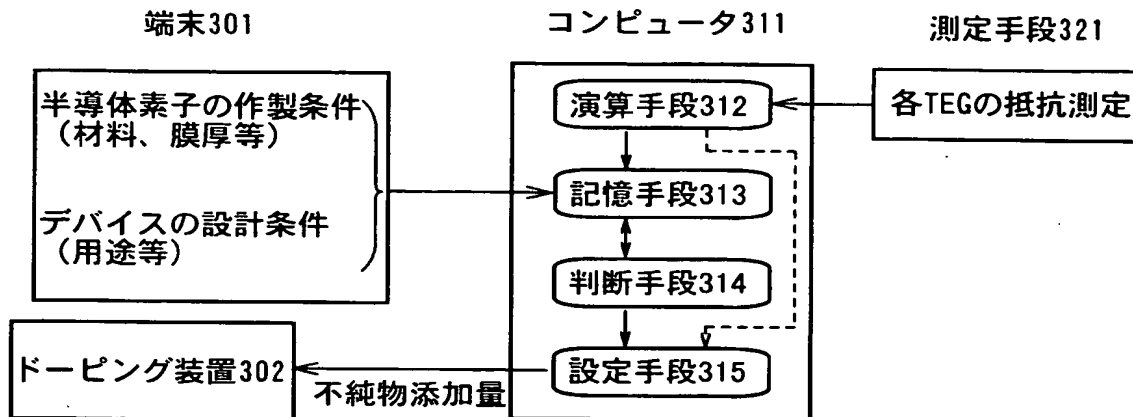 端末301
半導体素子の作製条件
(材料、膜厚等)
デバイスの設計条件
(用途等)
ドーピング装置302
不純物添加量
コンピュータ311
演算手段312
記憶手段313
判断手段314
設定手段315
測定手段321
各TEGの抵抗測定